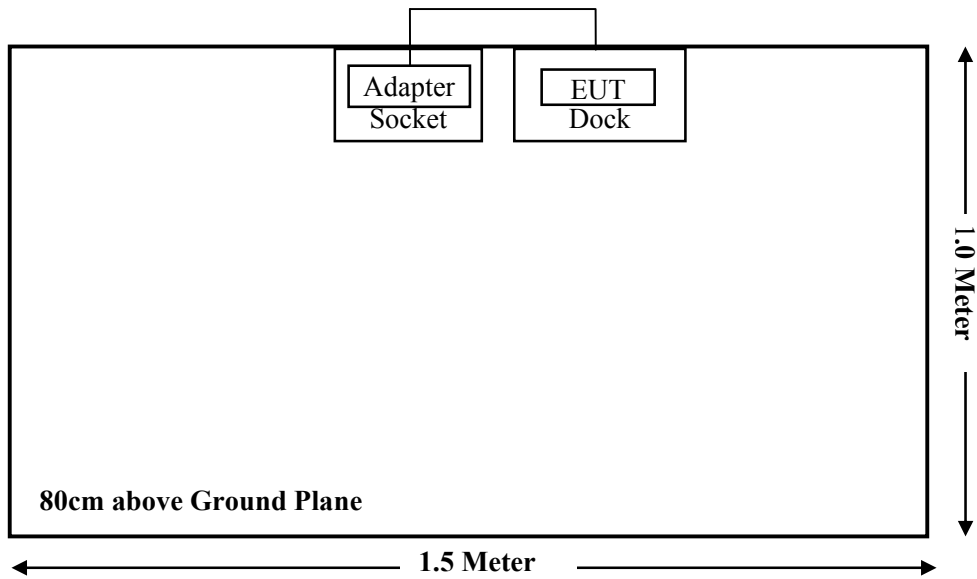 Adapter
Socket
EUT
Dock
1.0 Meter
80cm above Ground Plane
1.5 Meter